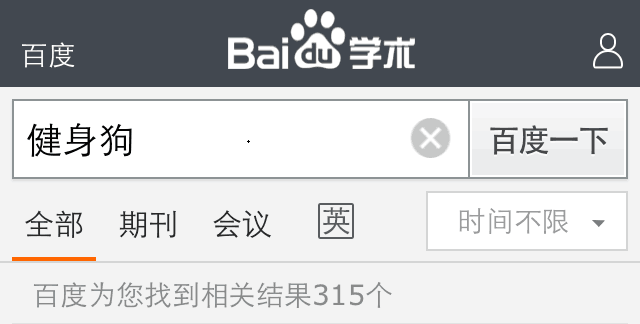 百度 Bai du 学术
健身狗 百度一下
全部 期刊 会议 英 时间不限
百度为您找到相关结果315个